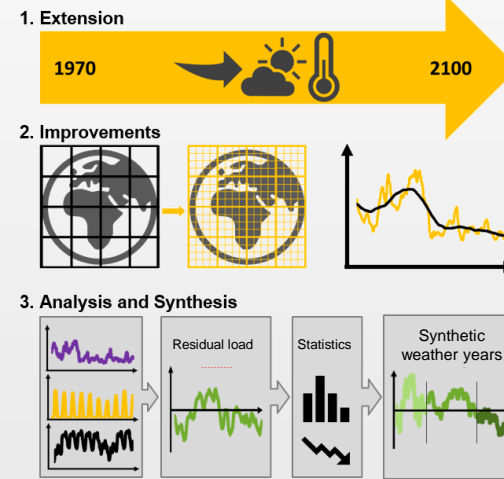 1. Extension
1970
2100
2. Improvements
3. Analysis and Synthesis
Residual load
Statistics
Synthetic
weather years